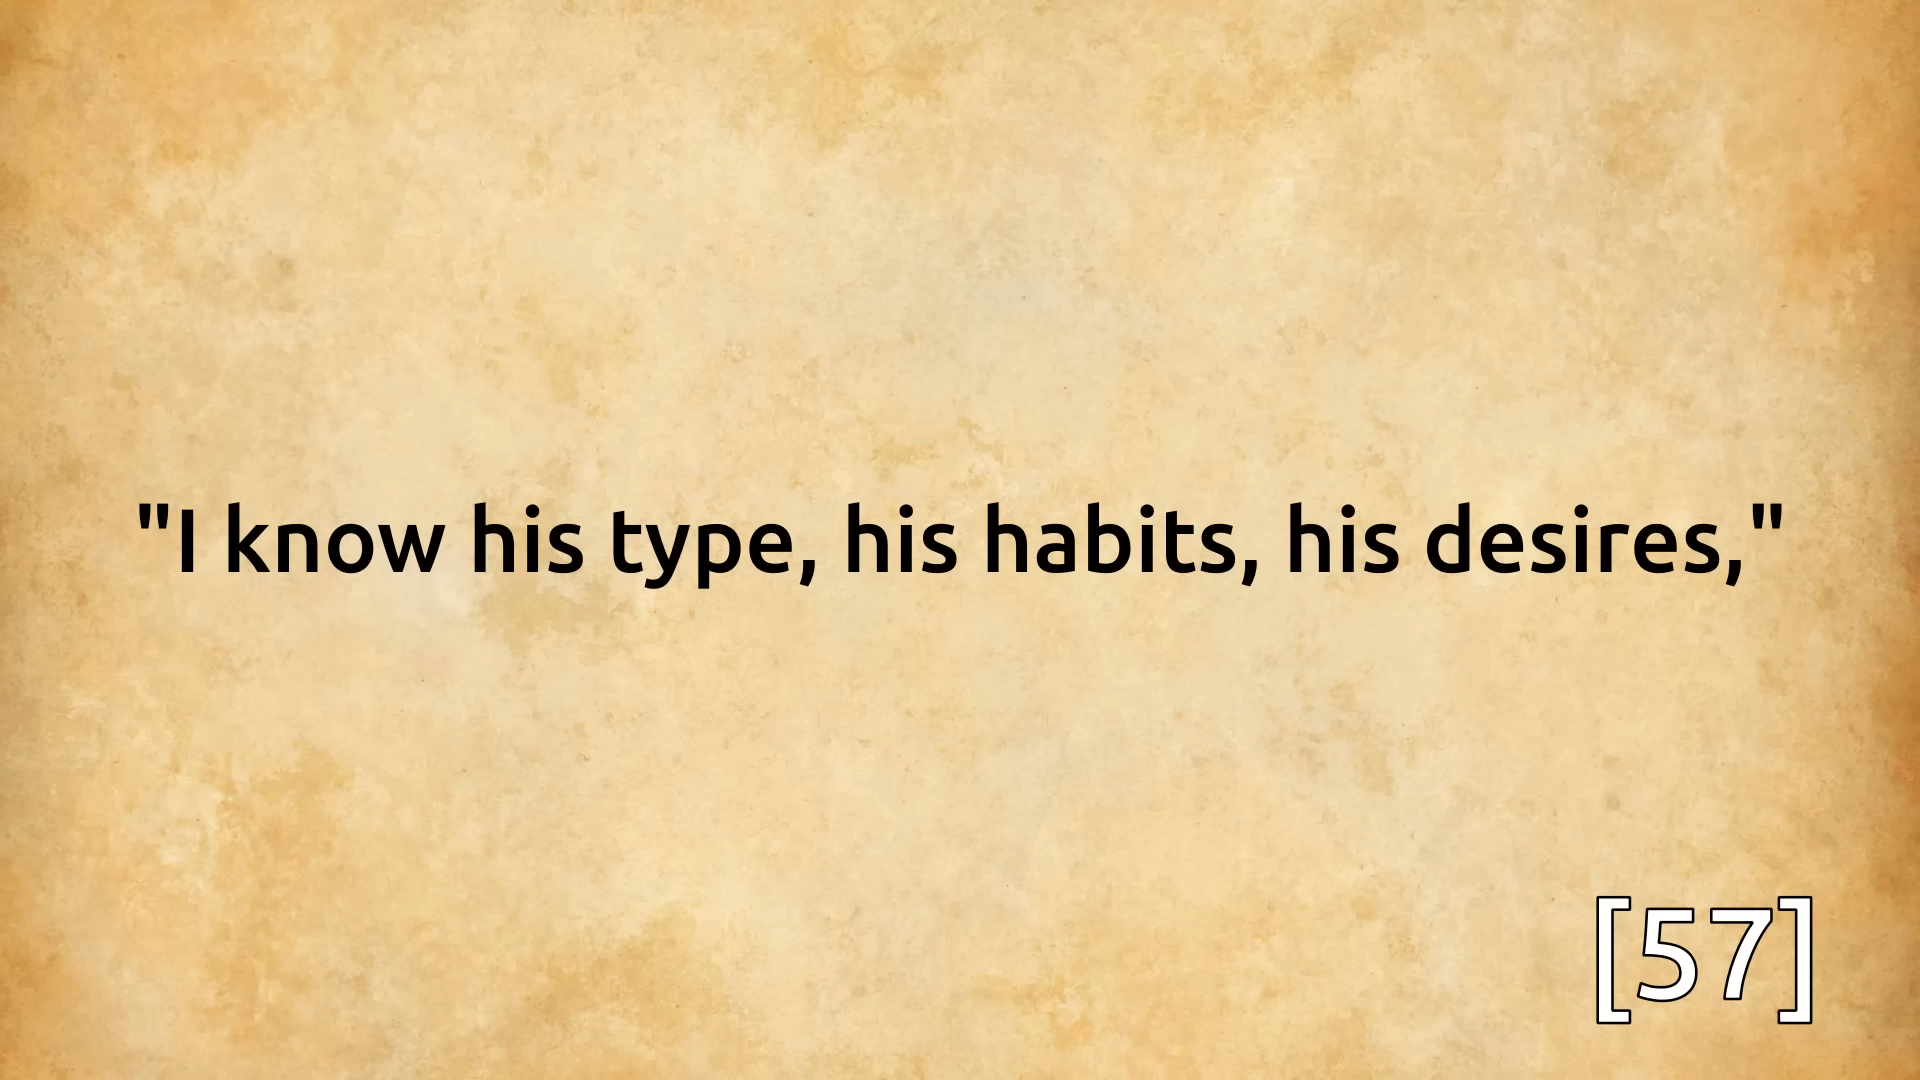 "I know his type, his habits, his desires,"
[57]